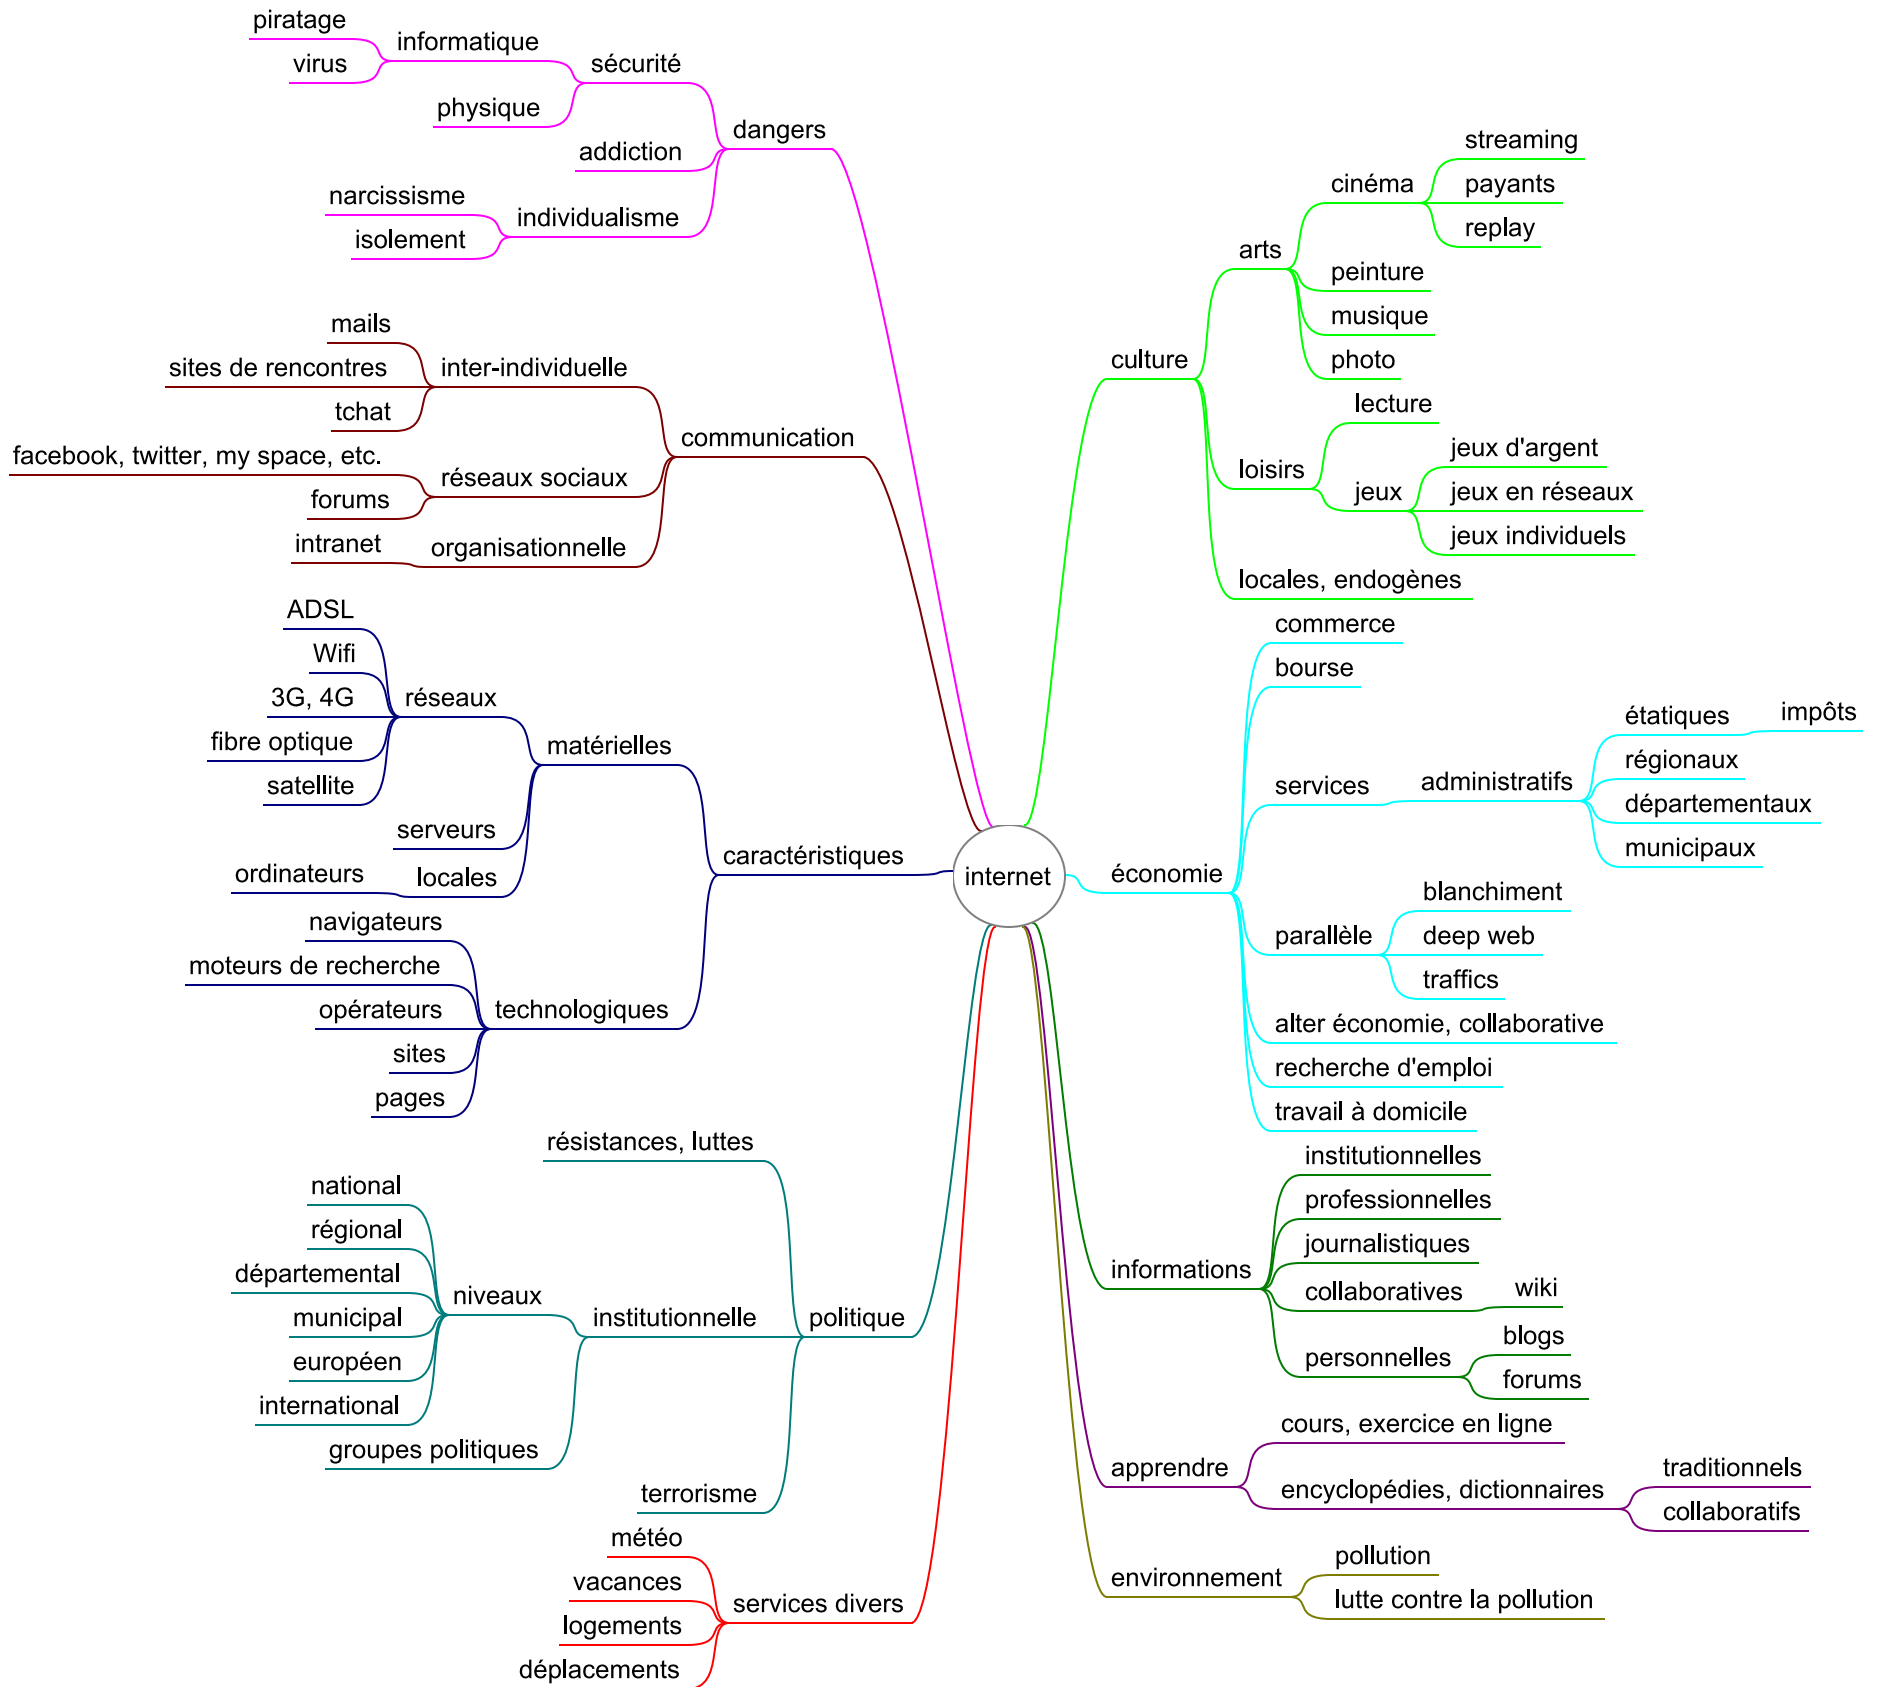 piratage
virus
informatique
physique
sécurité
addiction
narcissisme
isolement
individualisme
dangers
mails
sites de rencontres
tchat
inter-individuelle
facebook, twitter, my space, etc.
forums
réseaux sociaux
intranet
organisationnelle
communication
ADSL
Wifi
3G, 4G
fibre optique
satellite
réseaux
serveurs
ordinateurs
locales
matérielles
navigateurs
moteurs de recherche
opérateurs
sites
pages
technologiques
caractéristiques
résistances, luttes
national
régional
départemental
municipal
européen
international
niveaux
groupes politiques
institutionnelle
terrorisme
politique
météo
vacances
logements
déplacements
services divers
internet
culture
arts
cinéma
streaming
payants
replay
peinture
musique
photo
loisirs
lecture
jeux
jeux d'argent
jeux en réseaux
jeux individuels
locales, endogènes
économie
commerce
bourse
services
administratifs
étatiques
impôts
régionaux
départementaux
municipaux
parallèle
blanchiment
deep web
traffics
alter économie, collaborative
recherche d'emploi
travail à domicile
informations
institutionnelles
professionnelles
journalistiques
collaboratives
wiki
personnelles
blogs
forums
apprendre
cours, exercice en ligne
encyclopédies, dictionnaires
traditionnels
collaboratifs
environnement
pollution
lutte contre la pollution